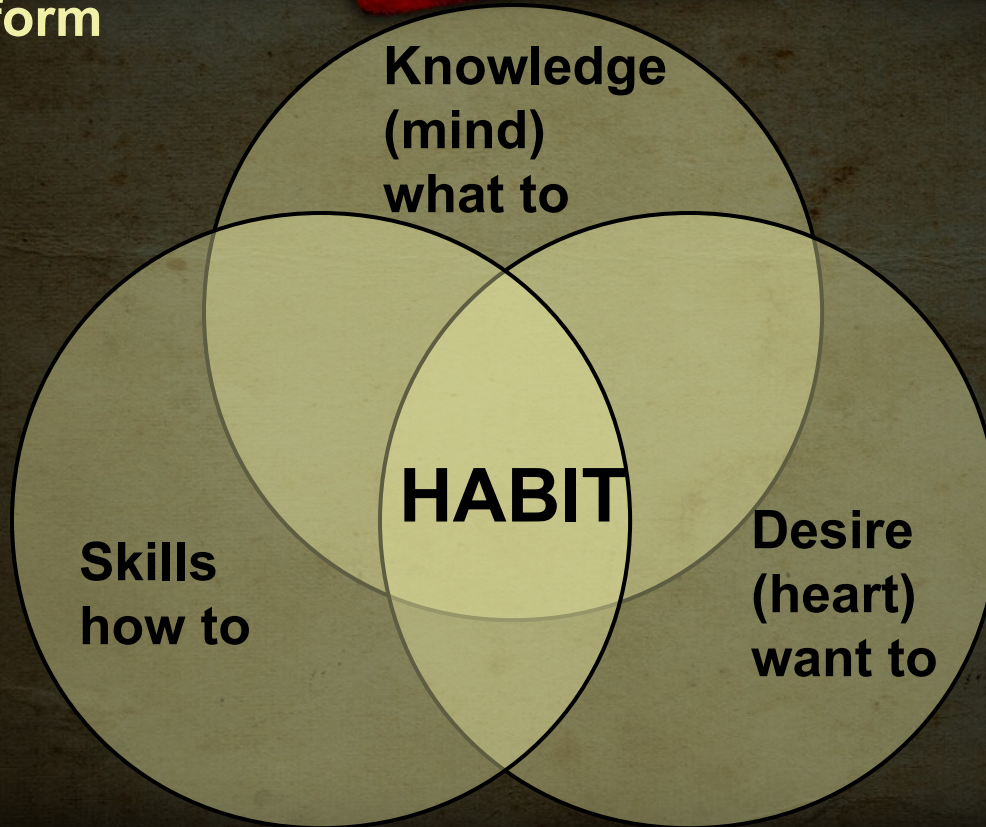 form
Knowledge
(mind)
what to
HABIT
Skills
how to
Desire
(heart)
want to